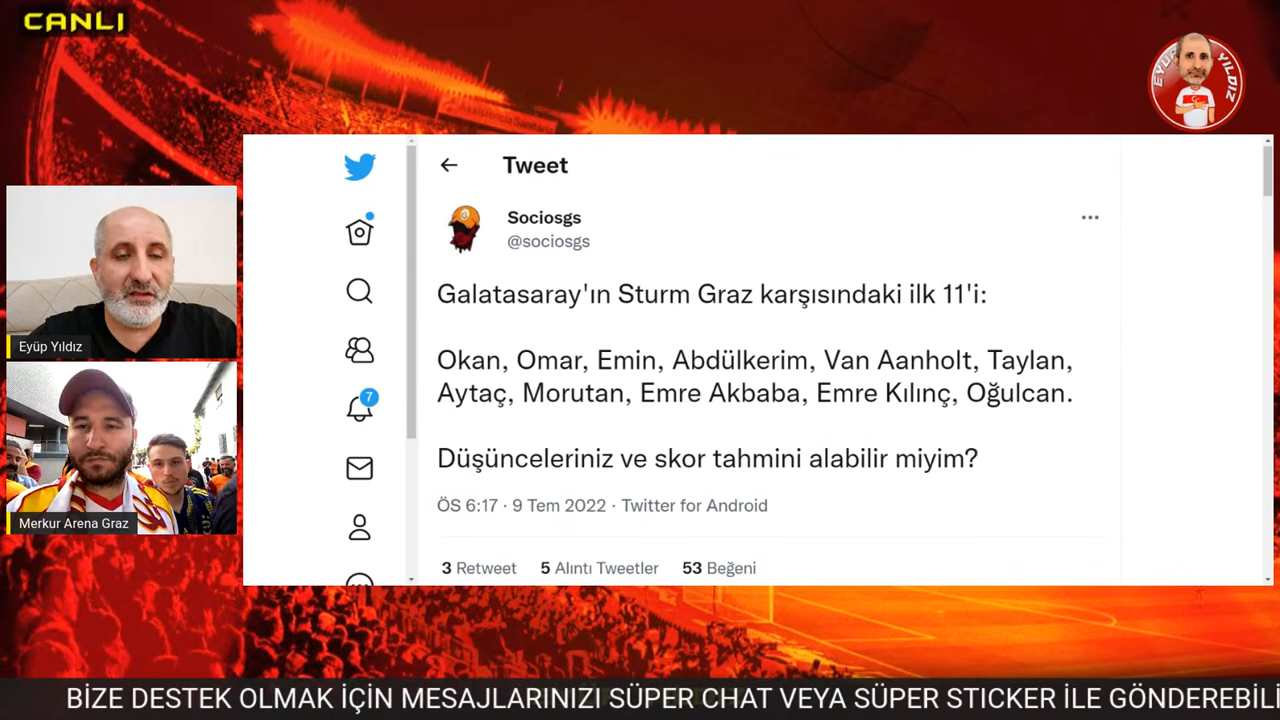 CANLI
EYÜP YILDIZ
Tweet
Sociosgs
@sociosgs
Galatasaray'ın Sturm Graz karşısındaki ilk 11'i:
Okan, Omar, Emin, Abdülkerim, Van Aanholt, Taylan,
Aytaç, Morutan, Emre Akbaba, Emre Kılınç, Oğulcan.
Düşünceleriniz ve skor tahmini alabilir miyim?
ÖS 6:17 · 9 Tem 2022 · Twitter for Android
3 Retweet 5 Alıntı Tweetler 53 Beğeni
7
Eyüp Yıldız
Merkur Arena Graz
BİZE DESTEK OLMAK İÇİN MESAJLARINIZI SÜPER CHAT VEYA SÜPER STICKER İLE GÖNDEREBİLİ